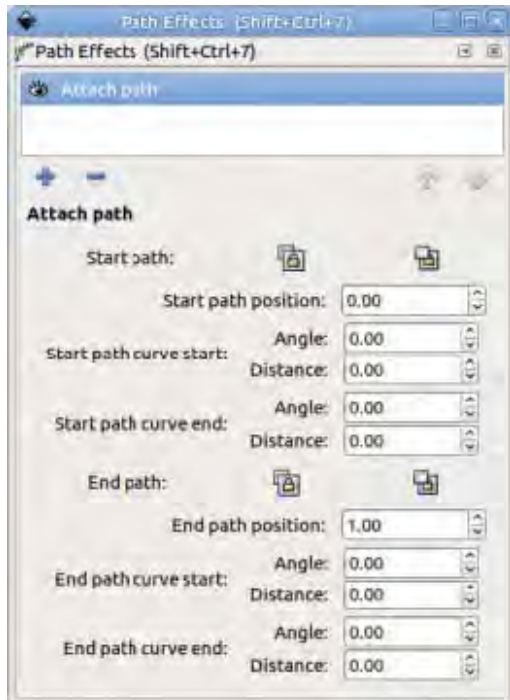 Path Effects (Shift+Ctrl+7)
Path Effects (Shift+Ctrl+7)
Attach path
Attach path
Start path:
Start path position: 0.00
Start path curve start:
Angle: 0.00
Distance: 0.00
Start path curve end:
Angle: 0.00
Distance: 0.00
End path:
End path position: 1.00
End path curve start:
Angle: 0.00
Distance: 0.00
End path curve end:
Angle: 0.00
Distance: 0.00